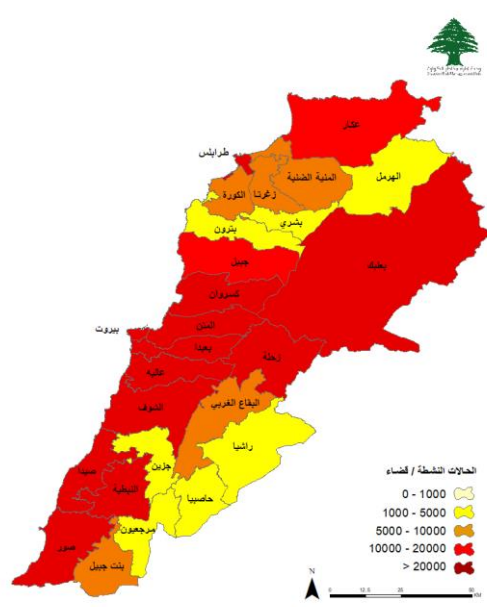 عكار
طرابلس
المنية الضنية
الهرمل
زغرتا
الكورة
بشري
بترون
جبيل
بعلبك
كسروان
المتن
بيروت
بعبدا
زحلة
عاليه
البقاع الغربي
الشوف
راشيا
جزين
صيدا
النبطية
حاصبيا
مرجعيون
صور
بنت جبيل
الحالات النشطة / قضاء
0 - 1000
1000 - 5000
5000 - 10000
10000 - 20000
> 20000
N
KM